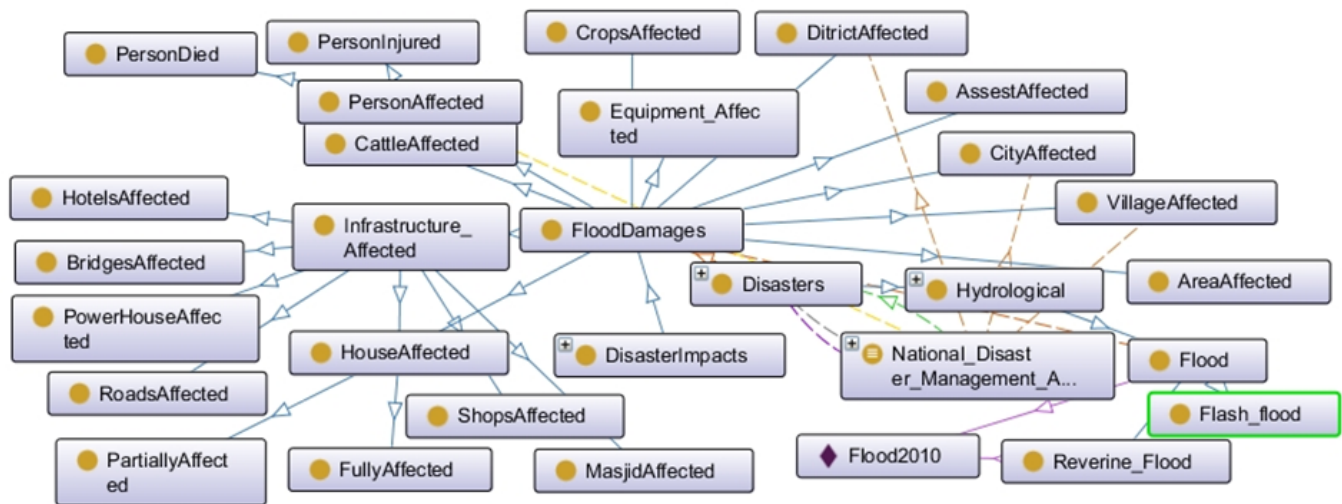 CropsAffected
DitrictAffected
PersonInjured
PersonDied
AssestAffected
PersonAffected
Equipment_Affec
ted
CattleAffected
CityAffected
HotelsAffected
VillageAffected
Infrastructure_
Affected
FloodDamages
BridgesAffected
Disasters
Hydrological
AreaAffected
PowerHouseAffec
ted
HouseAffected
DisasterImpacts
National_Disast
er_Management_A...
Flood
RoadsAffected
ShopsAffected
Flash_flood
PartiallyAffect
ed
FullyAffected
MasjidAffected
Flood2010
Reverine_Flood